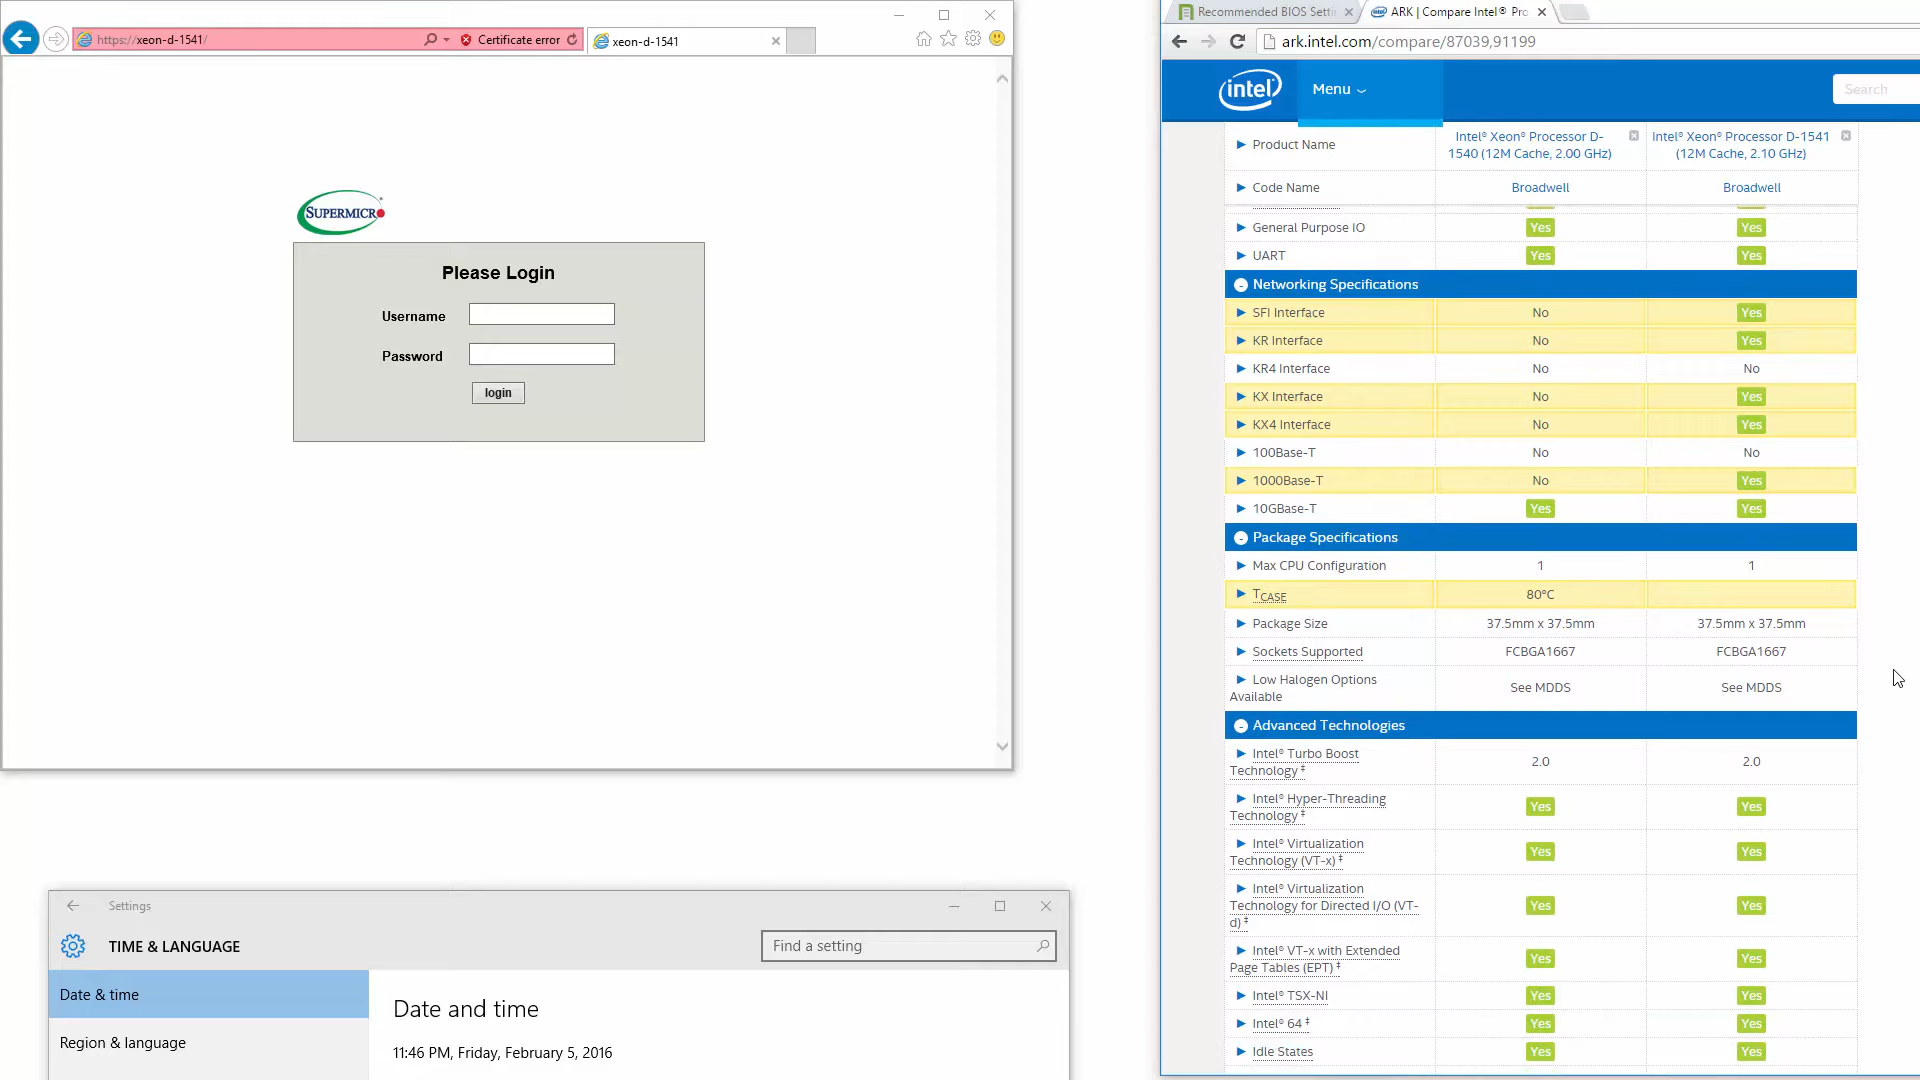 https://xeon-d-1541/
Certificate error
xeon-d-1541
SUPERMICR
Please Login
Username
Password
login
Settings
TIME & LANGUAGE
Find a setting
Date & time
Region & language
Date and time
11:46 PM, Friday, February 5, 2016
Recommended BIOS Setti
ARK | Compare Intel® Pro
ark.intel.com/compare/87039,91199
intel
Menu
Search
Product Name
Intel® Xeon® Processor D-
1540 (12M Cache, 2.00 GHz)
Intel® Xeon® Processor D-1541
(12M Cache, 2.10 GHz)
Code Name Broadwell Broadwell
General Purpose IO Yes Yes
UART Yes Yes
Networking Specifications
SFI Interface No Yes
KR Interface No Yes
KR4 Interface No No
KX Interface No Yes
KX4 Interface No Yes
100Base-T No No
1000Base-T No Yes
10GBase-T Yes Yes
Package Specifications
Max CPU Configuration 1 1
TCASE 80°C
Package Size 37.5mm x 37.5mm 37.5mm x 37.5mm
Sockets Supported FCBGA1667 FCBGA1667
Low Halogen Options
Available See MDDS See MDDS
Advanced Technologies
Intel® Turbo Boost
Technology ‡ 2.0 2.0
Intel® Hyper-Threading
Technology ‡ Yes Yes
Intel® Virtualization
Technology (VT-x) ‡ Yes Yes
Intel® Virtualization
Technology for Directed I/O (VT-
d) ‡ Yes Yes
Intel® VT-x with Extended
Page Tables (EPT) ‡ Yes Yes
Intel® TSX-NI Yes Yes
Intel® 64 ‡ Yes Yes
Idle States Yes Yes